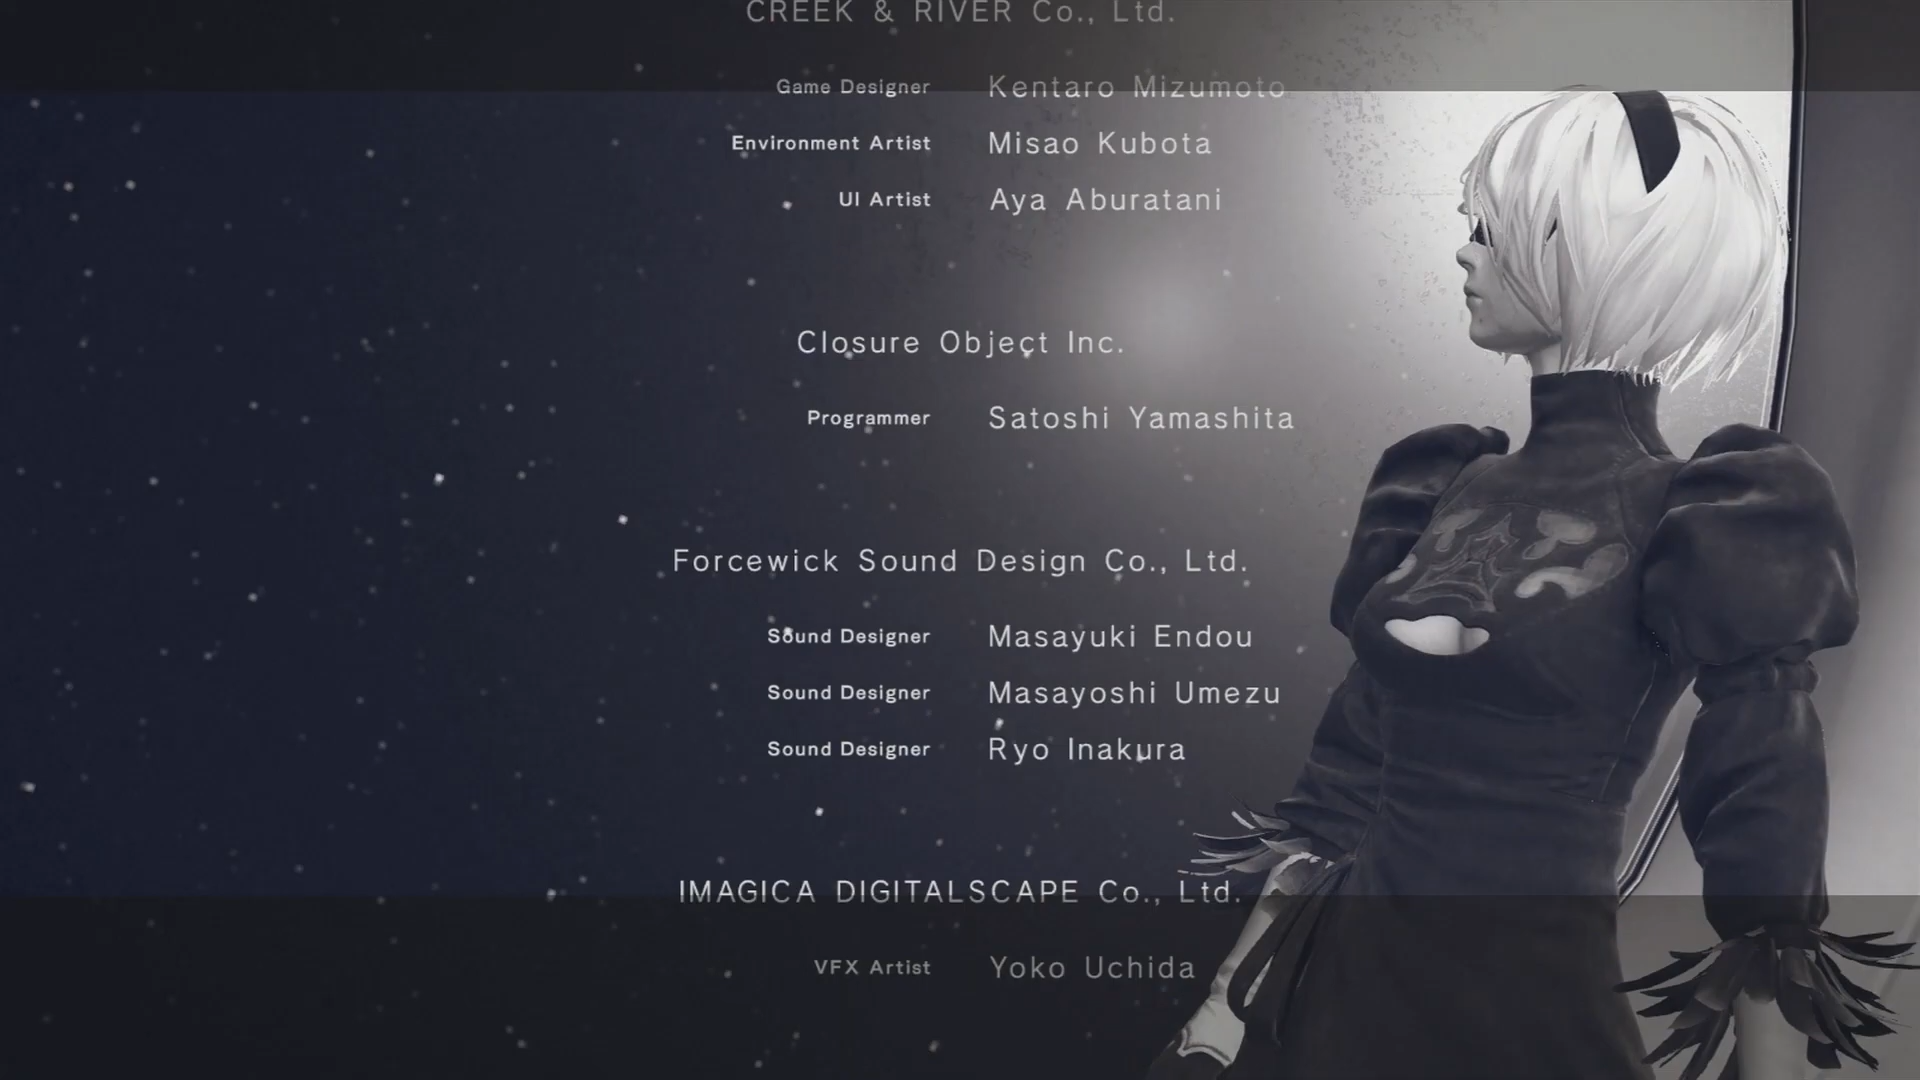 CREEK & RIVER Co., Ltd.
Game Designer Kentaro Mizumoto
Environment Artist Misao Kubota
UI Artist Aya Aburatani
Closure Object Inc.
Programmer Satoshi Yamashita
Forcewick Sound Design Co., Ltd.
Sound Designer Masayuki Endou
Sound Designer Masayoshi Umezu
Sound Designer Ryo Inakura
IMAGICA DIGITALSCAPE Co., Ltd.
VFX Artist Yoko Uchida